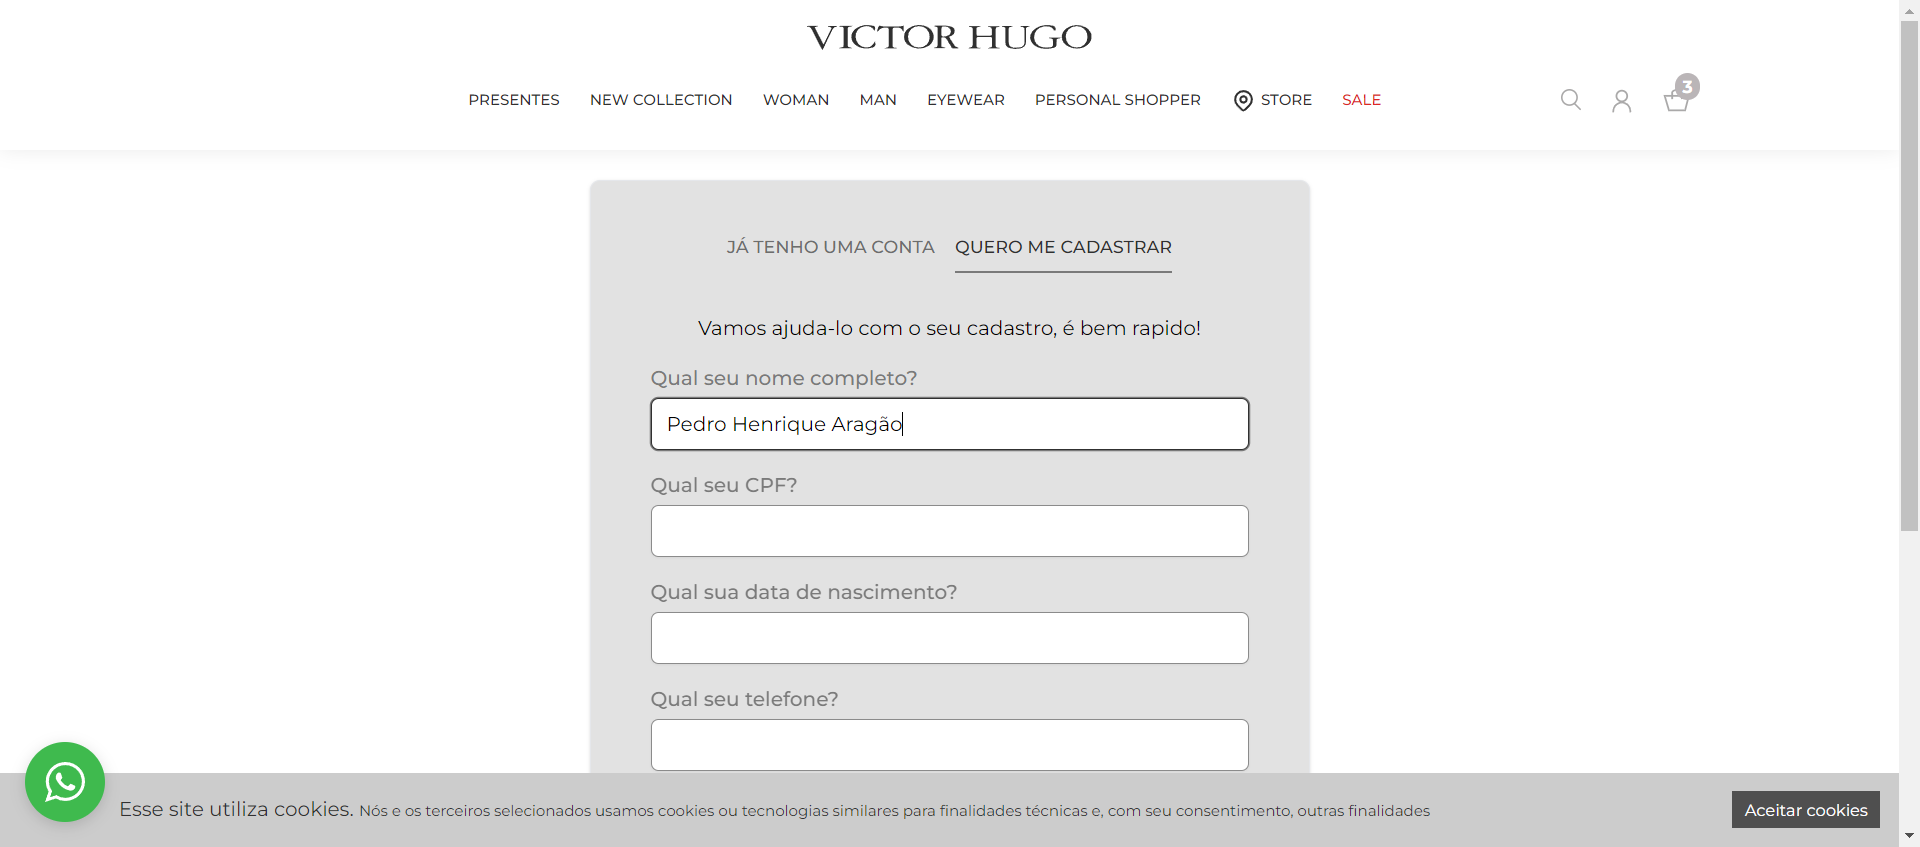 VICTOR HUGO
PRESENTES NEW COLLECTION WOMAN MAN EYEWEAR PERSONAL SHOPPER STORE SALE 3
JÁ TENHO UMA CONTA QUERO ME CADASTRAR
Vamos ajuda-lo com o seu cadastro, é bem rapido!
Qual seu nome completo?
Pedro Henrique Aragão
Qual seu CPF?
Qual sua data de nascimento?
Qual seu telefone?
Esse site utiliza cookies. Nós e os terceiros selecionados usamos cookies ou tecnologias similares para finalidades técnicas e, com seu consentimento, outras finalidades
Aceitar cookies